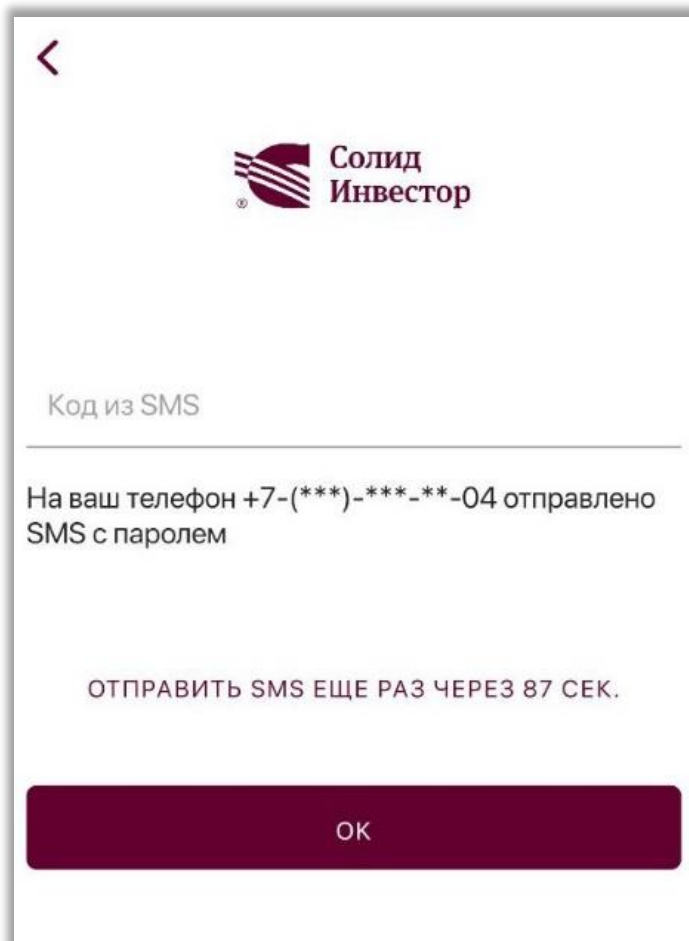 Солид
Инвестор
®
Код из SMS
На ваш телефон +7-(***)-***-**-04 отправлено
SMS с паролем
ОТПРАВИТЬ SMS ЕЩЕ РАЗ ЧЕРЕЗ 87 СЕК.
ОК